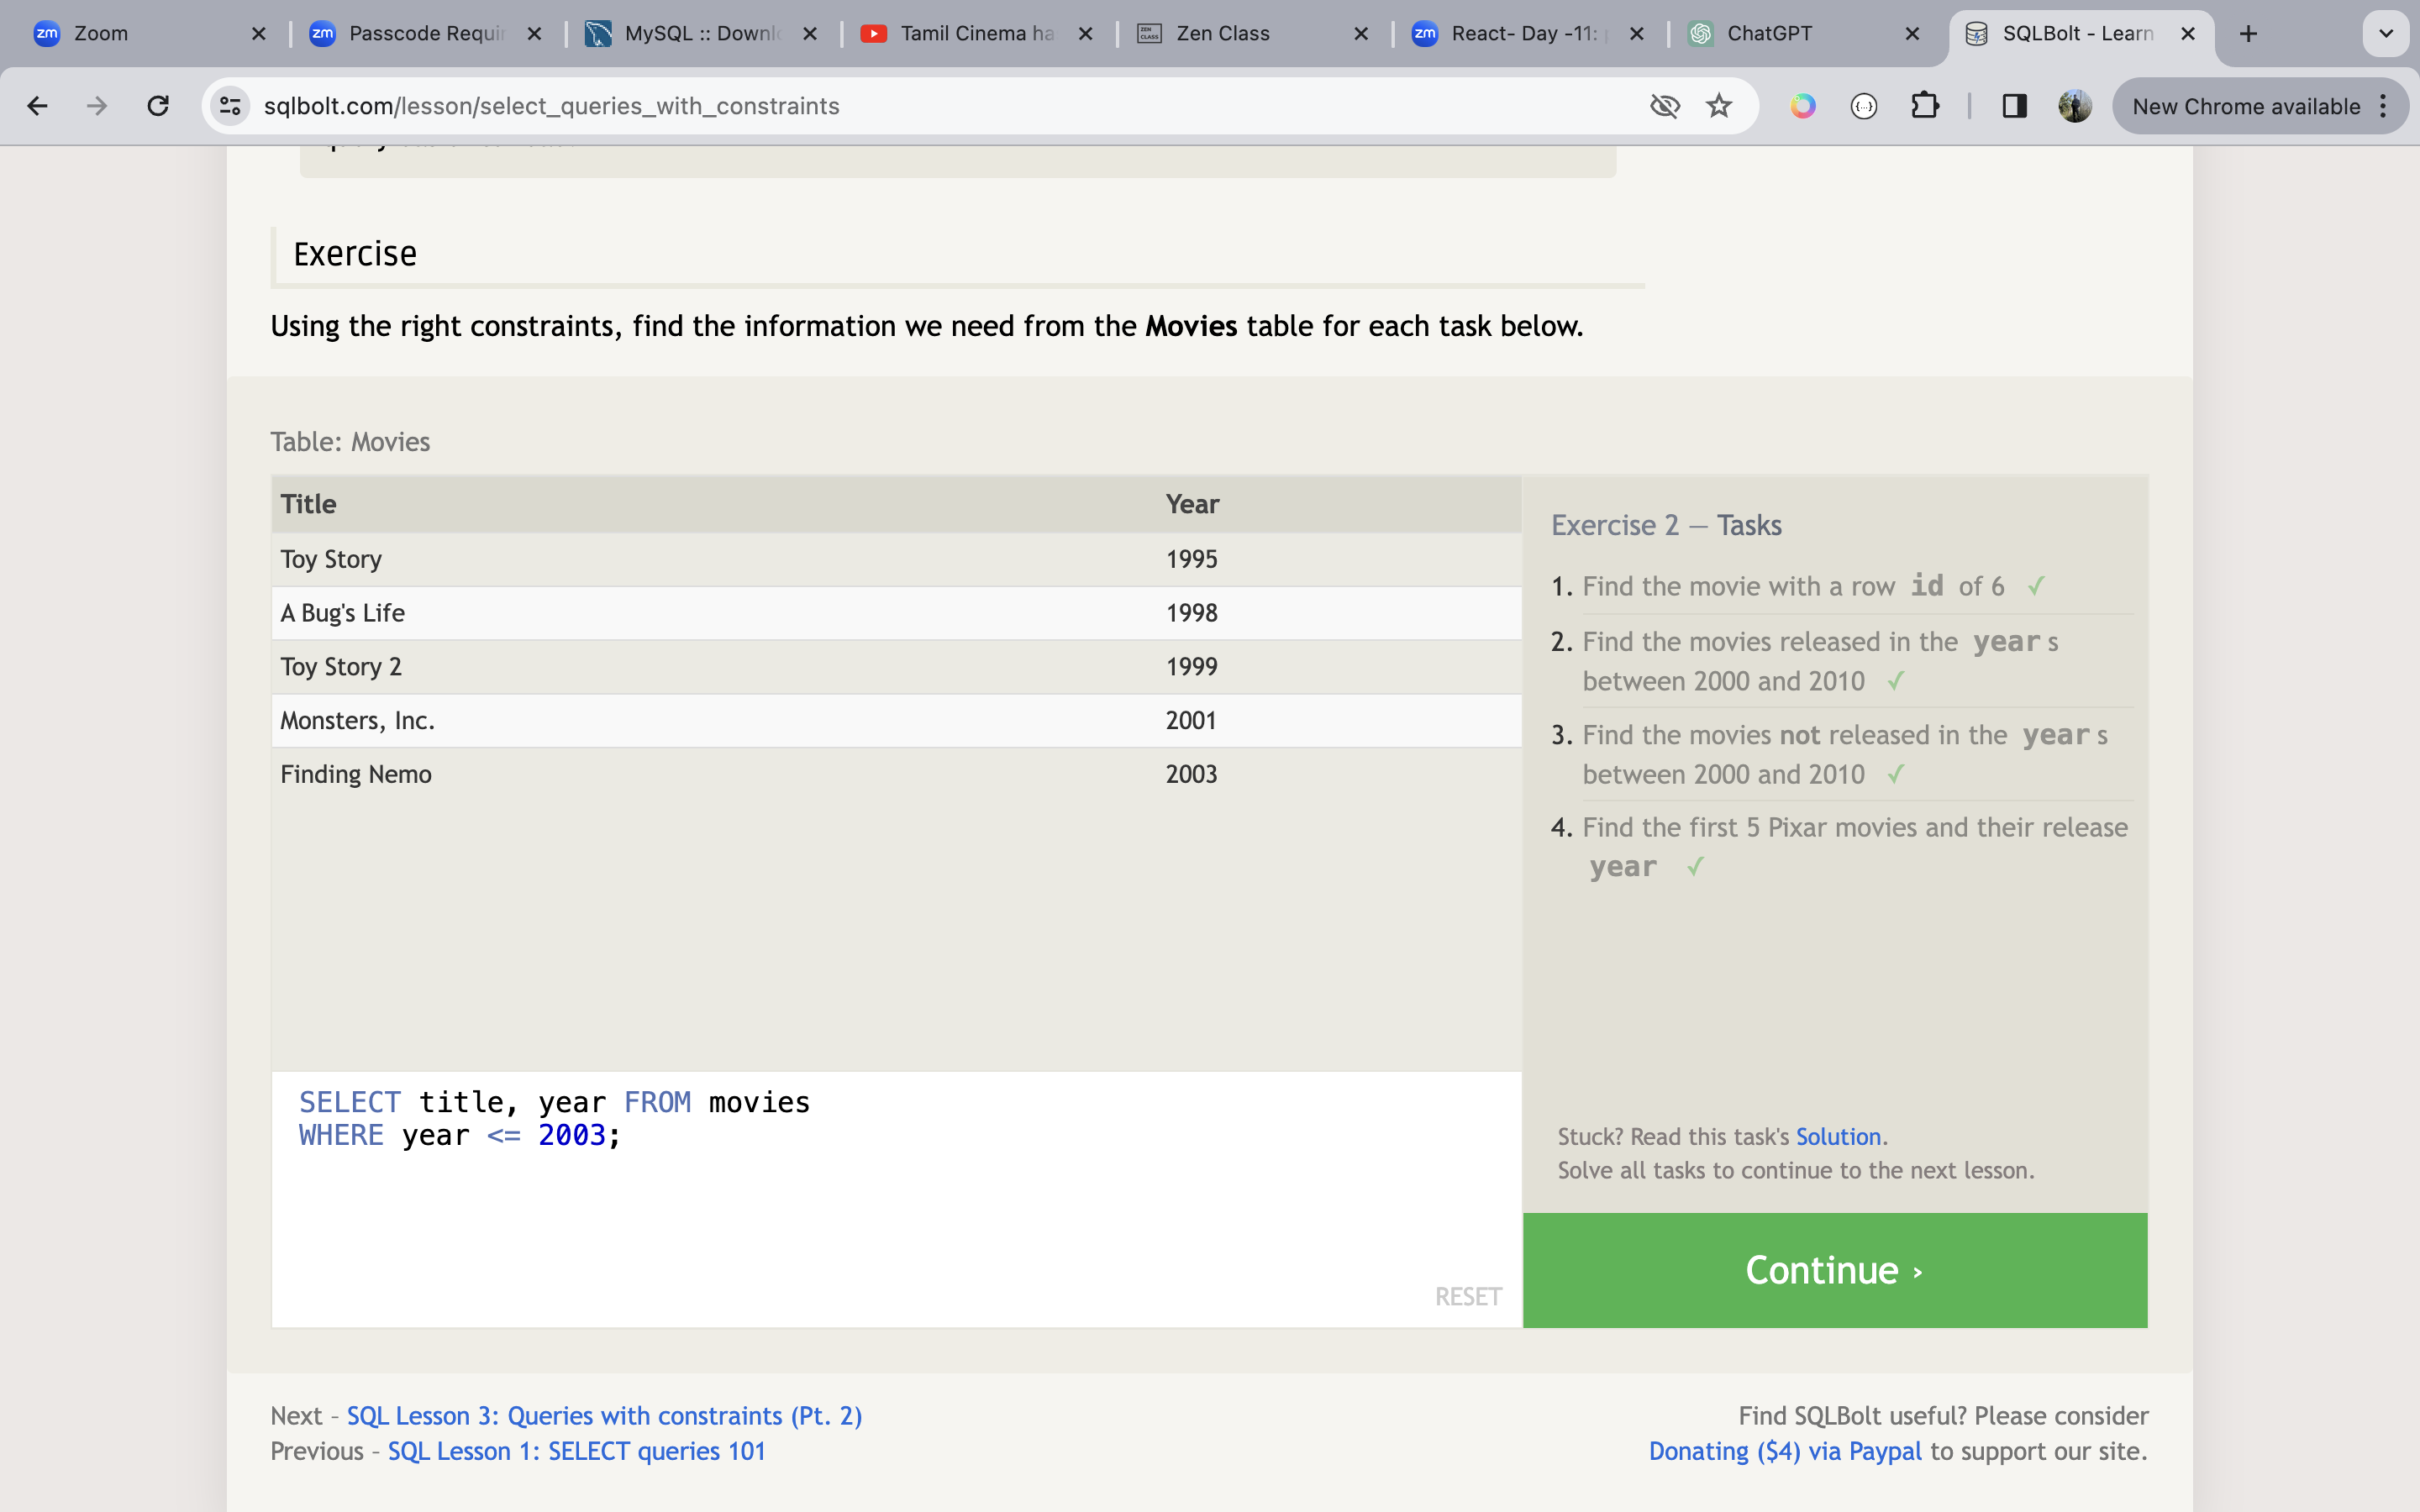 Zoom
Passcode Requir
MySQL :: Downl
Tamil Cinema ha
Zen Class
React- Day -11:
ChatGPT
SQLBolt - Learn
sqlbolt.com/lesson/select_queries_with_constraints
New Chrome available
Exercise
Using the right constraints, find the information we need from the Movies table for each task below.
Table: Movies
Title Year
Toy Story 1995
A Bug's Life 1998
Toy Story 2 1999
Monsters, Inc. 2001
Finding Nemo 2003
SELECT title, year FROM movies
WHERE year <= 2003;
RESET
Exercise 2 — Tasks
1. Find the movie with a row id of 6 ✓
2. Find the movies released in the year s
between 2000 and 2010 ✓
3. Find the movies not released in the year s
between 2000 and 2010 ✓
4. Find the first 5 Pixar movies and their release
year ✓
Stuck? Read this task's Solution.
Solve all tasks to continue to the next lesson.
Continue ›
Next – SQL Lesson 3: Queries with constraints (Pt. 2)
Previous – SQL Lesson 1: SELECT queries 101
Find SQLBolt useful? Please consider
Donating ($4) via Paypal to support our site.